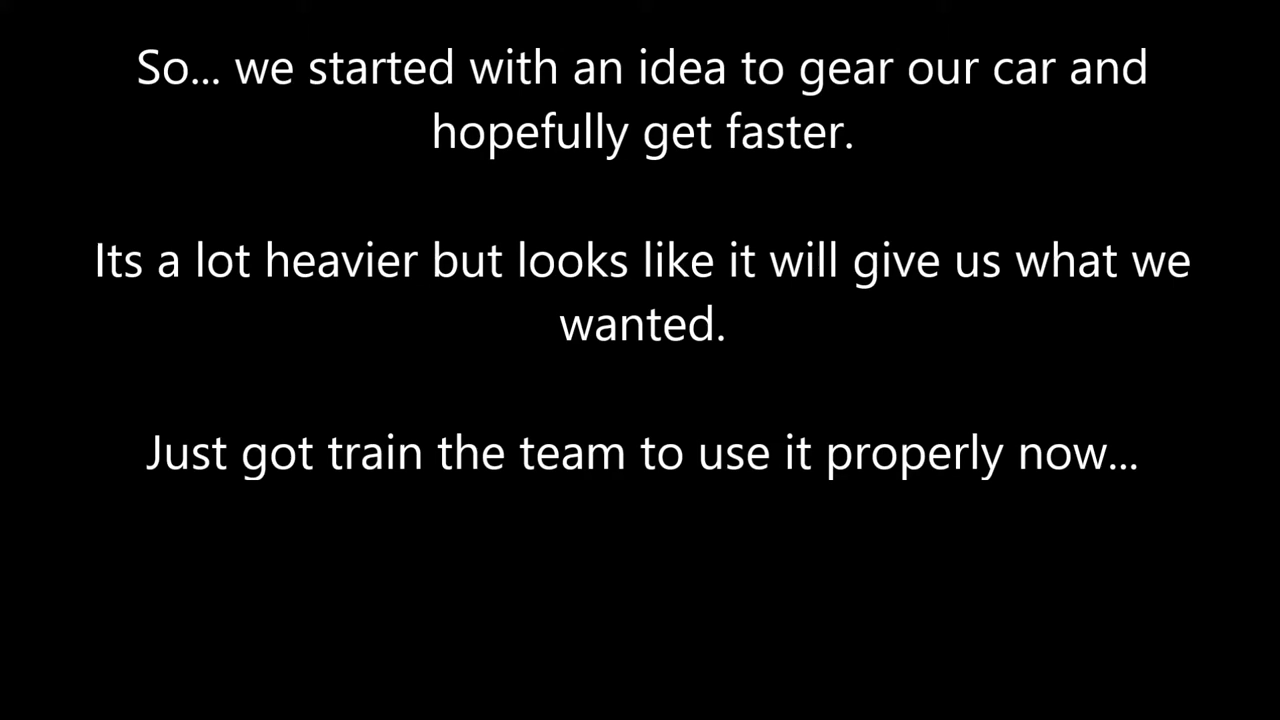 So... we started with an idea to gear our car and
hopefully get faster.
Its a lot heavier but looks like it will give us what we
wanted.
Just got train the team to use it properly now...